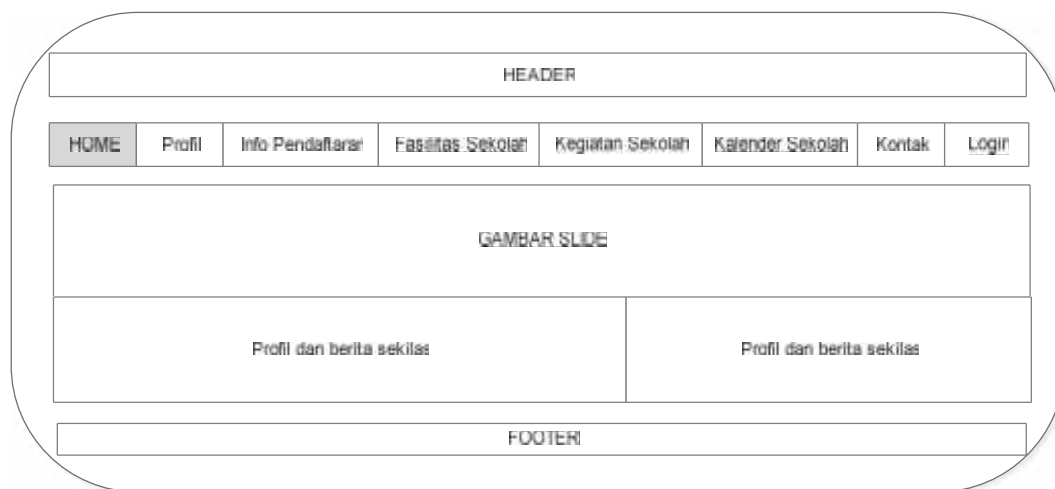 HEADER
HOME Profil Info Pendaftaran Fasilitas Sekolah Kegiatan Sekolah Kalender Sekolah Kontak Login
GAMBAR SLIDE
Profil dan berita sekilas Profil dan berita sekilas
FOOTER